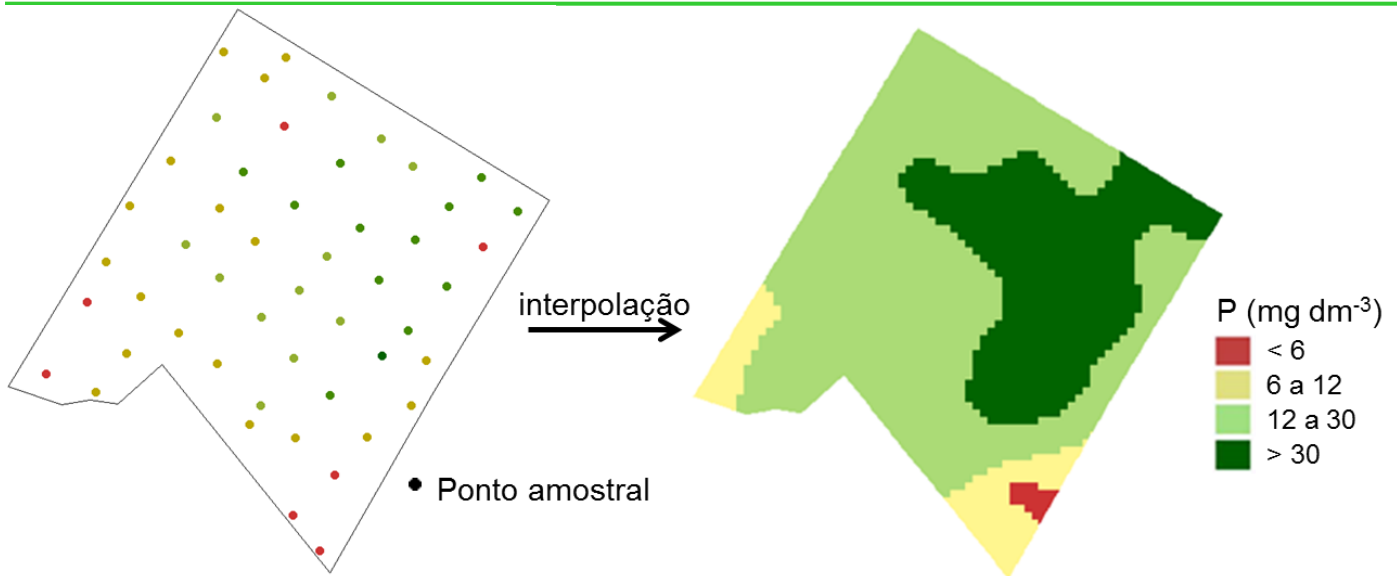 interpolação
Ponto amostral
P (mg dm⁻³)
< 6
6 a 12
12 a 30
> 30